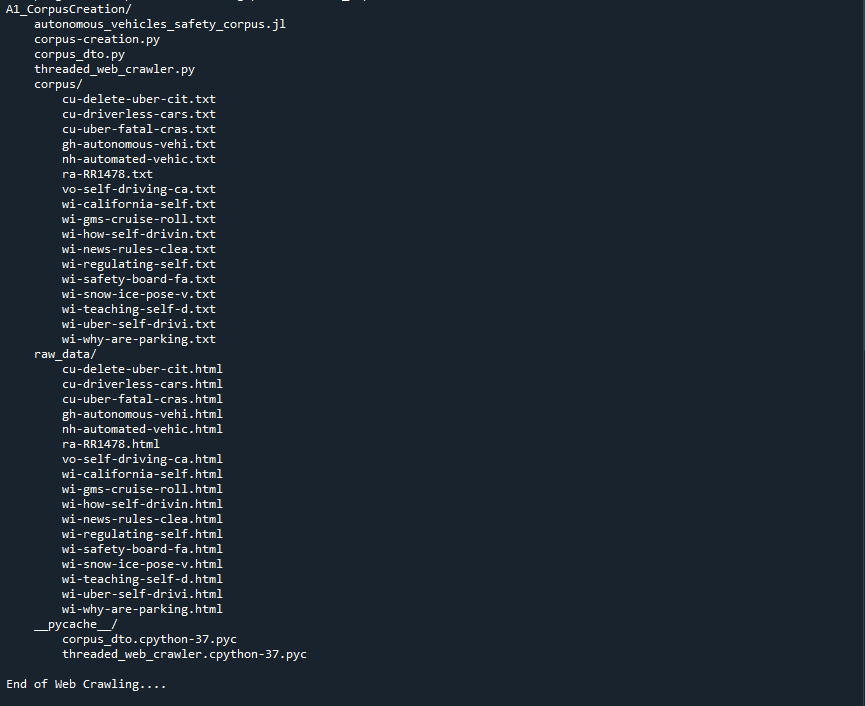 A1_CorpusCreation/
autonomous_vehicles_safety_corpus.jl
corpus-creation.py
corpus_dto.py
threaded_web_crawler.py
corpus/
cu-delete-uber-cit.txt
cu-driverless-cars.txt
cu-uber-fatal-cras.txt
gh-autonomous-vehi.txt
nh-automated-vehic.txt
ra-RR1478.txt
vo-self-driving-ca.txt
wi-california-self.txt
wi-gms-cruise-roll.txt
wi-how-self-drivin.txt
wi-news-rules-clea.txt
wi-regulating-self.txt
wi-safety-board-fa.txt
wi-snow-ice-pose-v.txt
wi-teaching-self-d.txt
wi-uber-self-drivi.txt
wi-why-are-parking.txt
raw_data/
cu-delete-uber-cit.html
cu-driverless-cars.html
cu-uber-fatal-cras.html
gh-autonomous-vehi.html
nh-automated-vehic.html
ra-RR1478.html
vo-self-driving-ca.html
wi-california-self.html
wi-gms-cruise-roll.html
wi-how-self-drivin.html
wi-news-rules-clea.html
wi-regulating-self.html
wi-safety-board-fa.html
wi-snow-ice-pose-v.html
wi-teaching-self-d.html
wi-uber-self-drivi.html
wi-why-are-parking.html
__pycache__/
corpus_dto.cpython-37.pyc
threaded_web_crawler.cpython-37.pyc
End of Web Crawling....